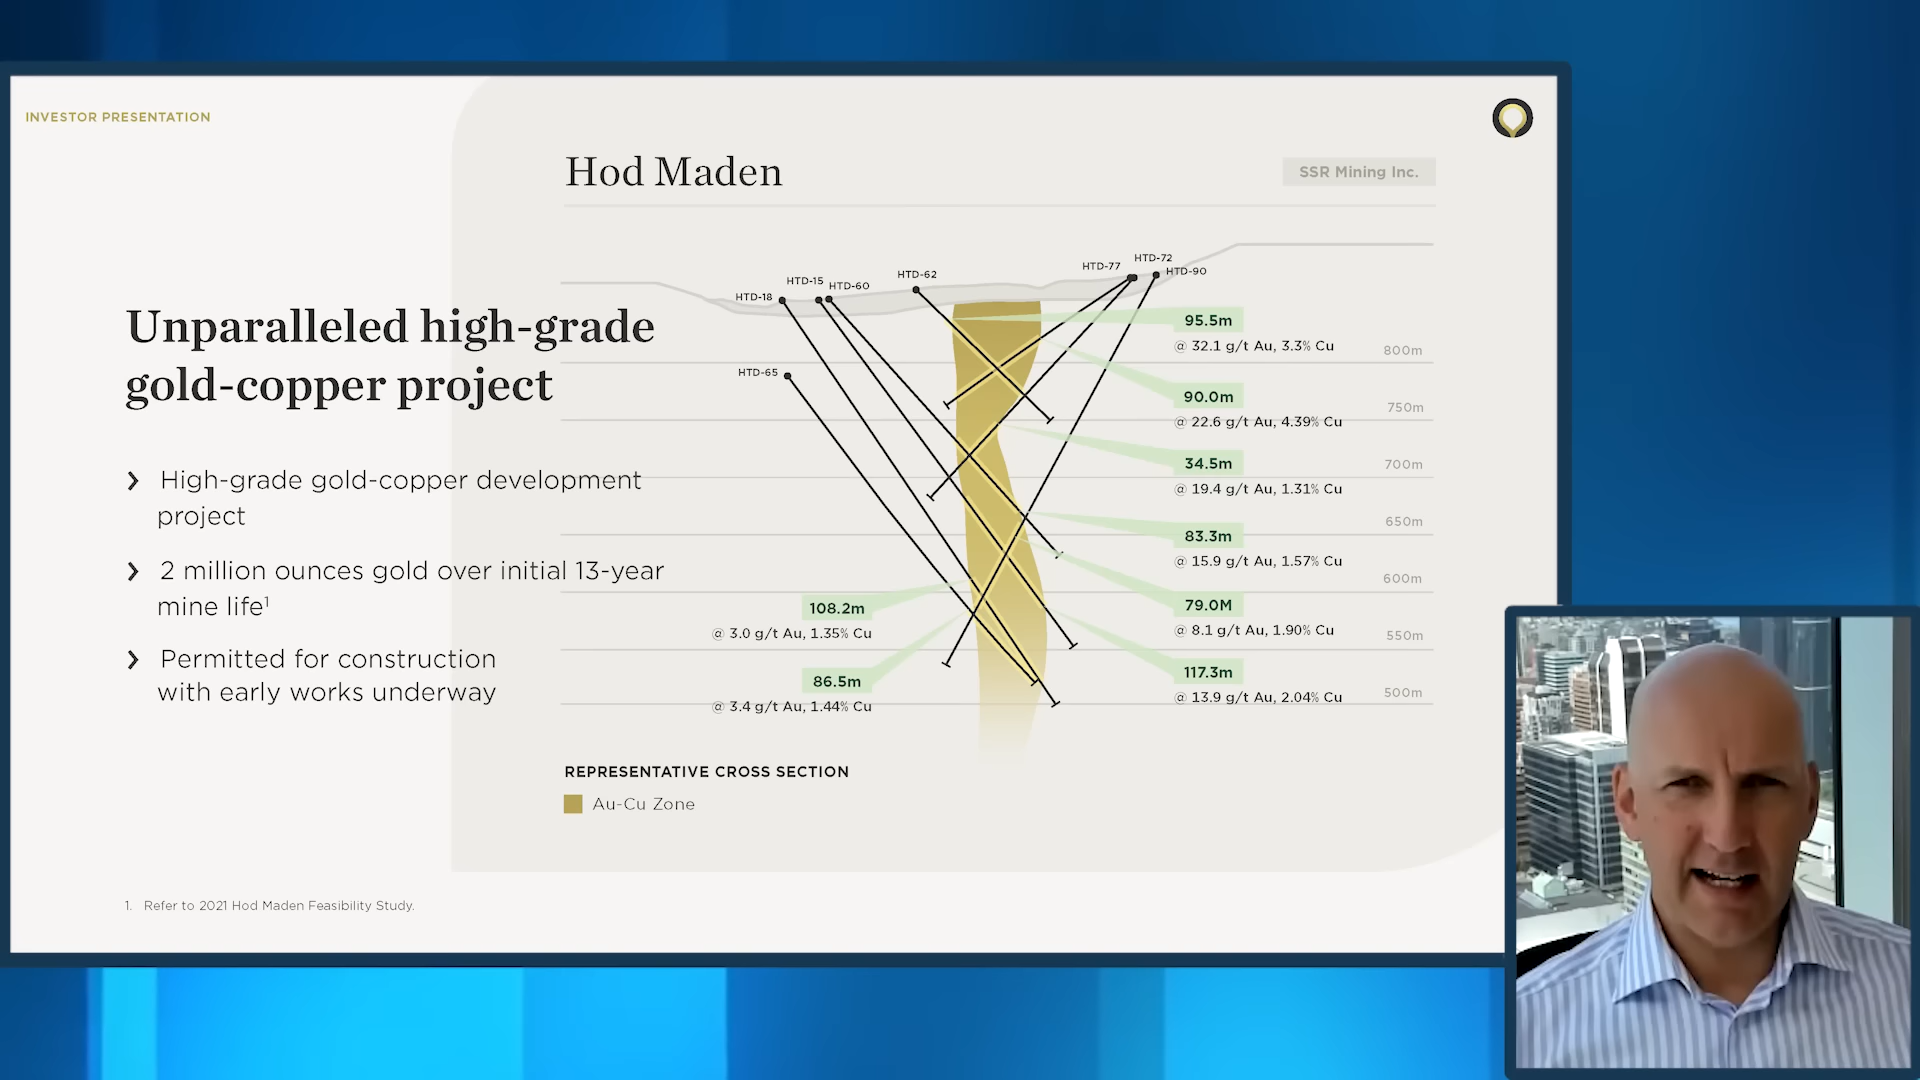 INVESTOR PRESENTATION
Hod Maden
SSR Mining Inc.
Unparalleled high-grade
gold-copper project
› High-grade gold-copper development
project
› 2 million ounces gold over initial 13-year
mine life¹
› Permitted for construction
with early works underway
HTD-18
HTD-15
HTD-60
HTD-62
HTD-77
HTD-72
HTD-90
HTD-65
95.5m
@ 32.1 g/t Au, 3.3% Cu
800m
90.0m
@ 22.6 g/t Au, 4.39% Cu
750m
34.5m
@ 19.4 g/t Au, 1.31% Cu
700m
83.3m
@ 15.9 g/t Au, 1.57% Cu
650m
79.0M
@ 8.1 g/t Au, 1.90% Cu
600m
117.3m
@ 13.9 g/t Au, 2.04% Cu
550m
500m
108.2m
@ 3.0 g/t Au, 1.35% Cu
86.5m
@ 3.4 g/t Au, 1.44% Cu
REPRESENTATIVE CROSS SECTION
Au-Cu Zone
1. Refer to 2021 Hod Maden Feasibility Study.